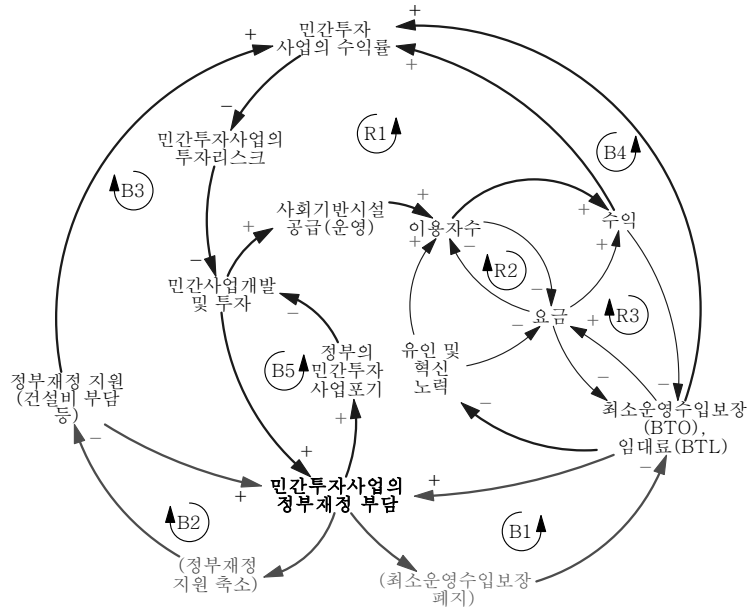 민간투자
사업의 수익률
+
+
+
R1
B4
−
민간투자사업의
투자리스크
B3
사회기반시설
공급(운영)
+
이용자수
+
수익
+
+
−
+
R2
−
−
민간사업개발
및 투자
−
−
요금
+
R3
B5
정부의
민간투자
사업포기
유인 및
혁신
노력
정부재정 지원
(건설비 부담
등)
−
−
−
−
+
최소운영수입보장
(BTO),
임대료(BTL)
−
+
+
+
민간투자사업의
정부재정 부담
B2
B1
(정부재정
지원 축소)
(최소운영수입보장
폐지)